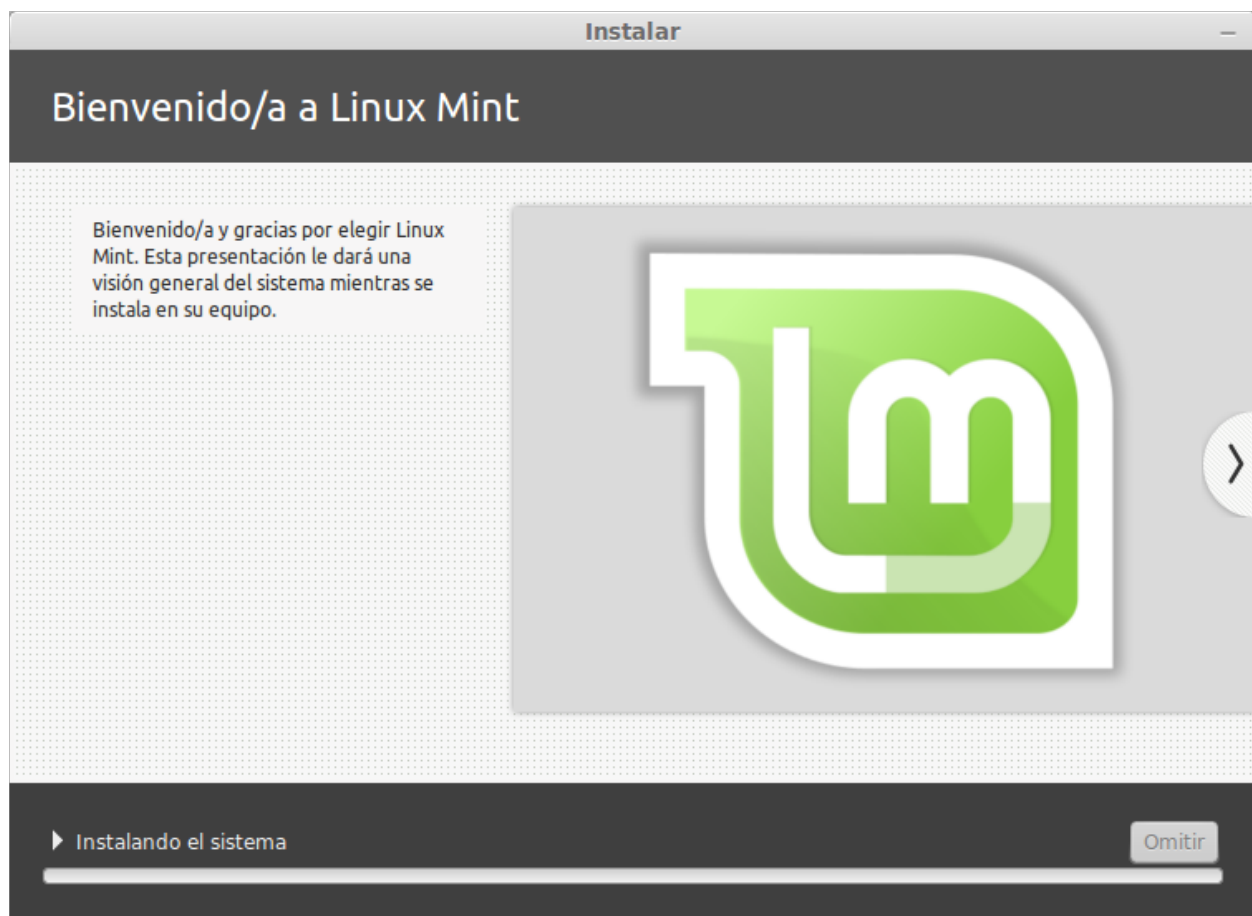 Instalar
Bienvenido/a a Linux Mint
Bienvenido/a y gracias por elegir Linux
Mint. Esta presentación le dará una
visión general del sistema mientras se
instala en su equipo.
lm
Instalando el sistema
Omitir